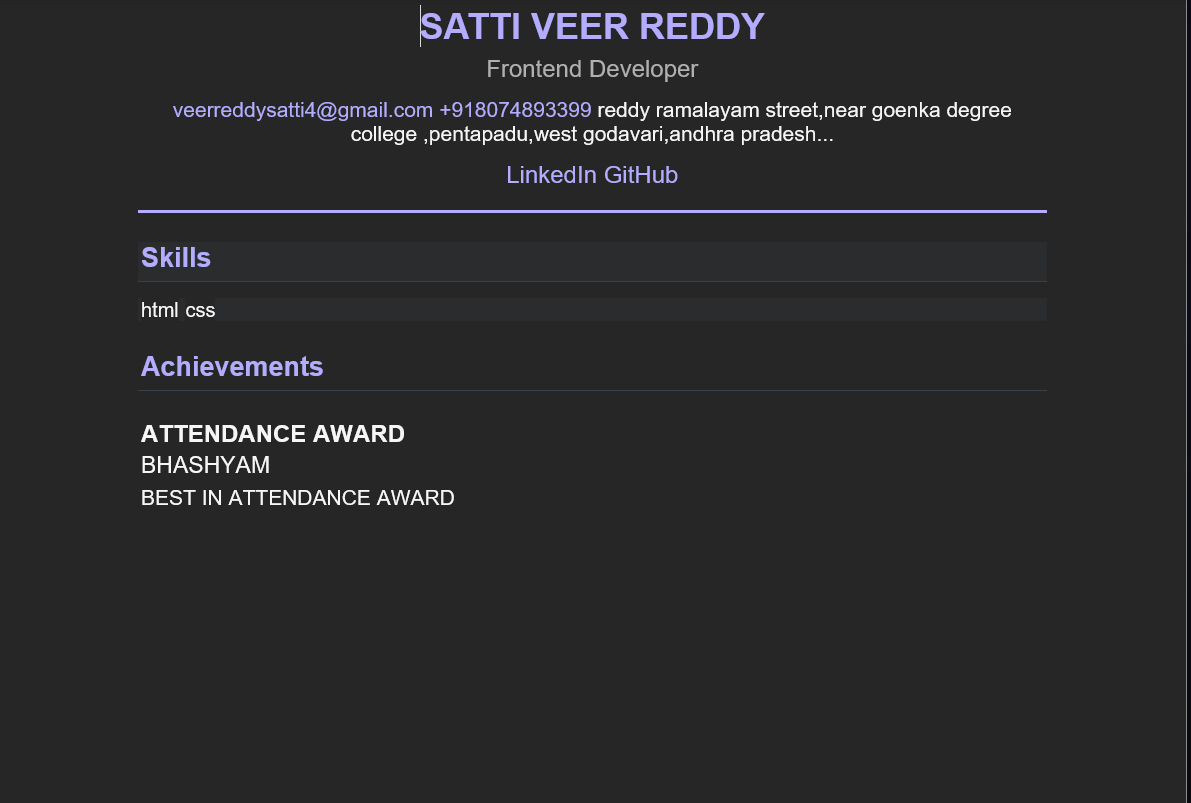 SATTI VEER REDDY
Frontend Developer
veerreddysatti4@gmail.com +918074893399 reddy ramalayam street,near goenka degree
college ,pentapadu,west godavari,andhra pradesh...
LinkedIn GitHub
Skills
html css
Achievements
ATTENDANCE AWARD
BHASHYAM
BEST IN ATTENDANCE AWARD